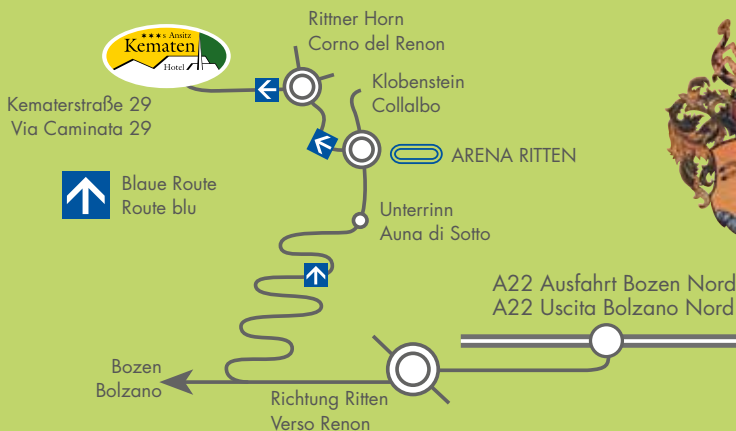 Rittner Horn
Corno del Renon
★★★s Ansitz
Kematen
Hotel
Kematerstraße 29
Via Caminata 29
Klobenstein
Collalbo
ARENA RITTEN
Blaue Route
Route blu
Unterrinn
Auna di Sotto
A22 Ausfahrt Bozen Nord
A22 Uscita Bolzano Nord
Bozen
Bolzano
Richtung Ritten
Verso Renon